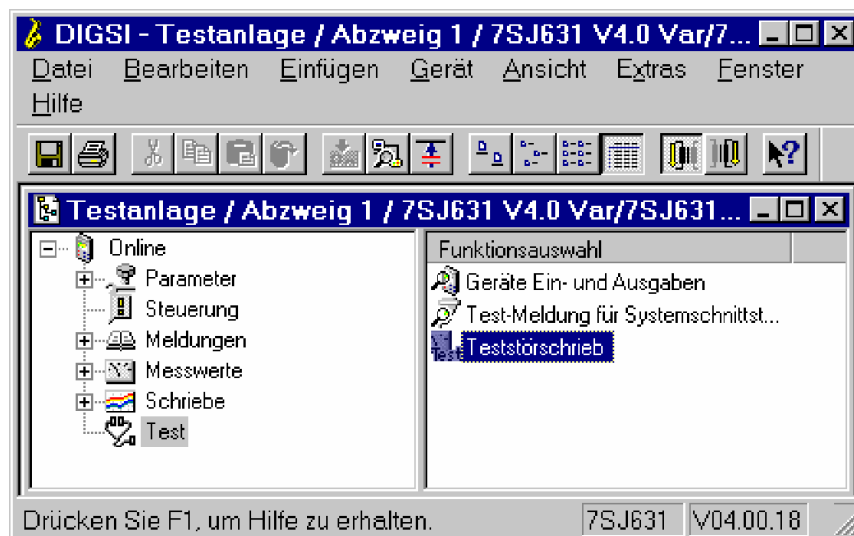 DIGSI - Testanlage / Abzweig 1 / 7SJ631 V4.0 Var/7...
Datei Bearbeiten Einfügen Gerät Ansicht Extras Fenster
Hilfe
Testanlage / Abzweig 1 / 7SJ631 V4.0 Var/7SJ631...
Online
Parameter
Steuerung
Meldungen
Messwerte
Schriebe
Test
Funktionsauswahl
Geräte Ein- und Ausgaben
Test-Meldung für Systemschnittst...
Test Teststörschrieb
Drücken Sie F1, um Hilfe zu erhalten. 7SJ631 V04.00.18